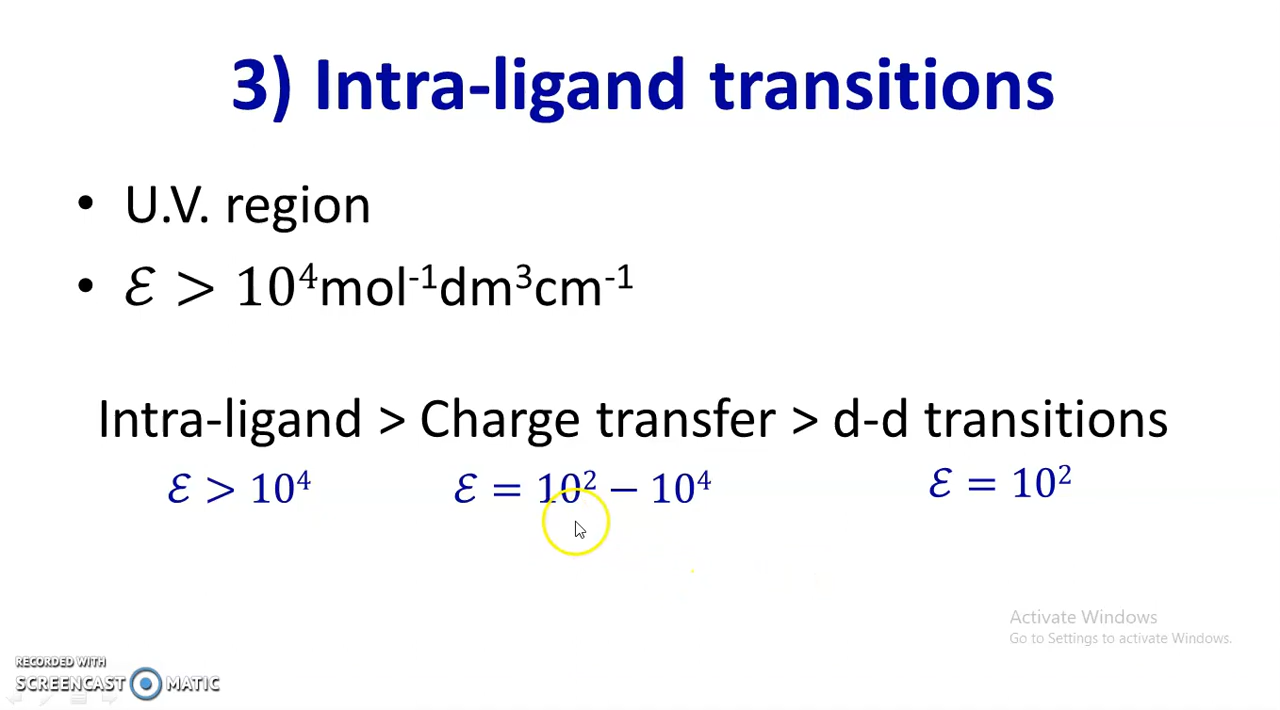 3) Intra-ligand transitions
• U.V. region
• ℰ > 10⁴mol⁻¹dm³cm⁻¹
Intra-ligand > Charge transfer > d-d transitions
ℰ > 10⁴ ℰ = 10² − 10⁴ ℰ = 10²
Activate Windows
Go to Settings to activate Windows.
RECORDED WITH
SCREENCAST MATIC